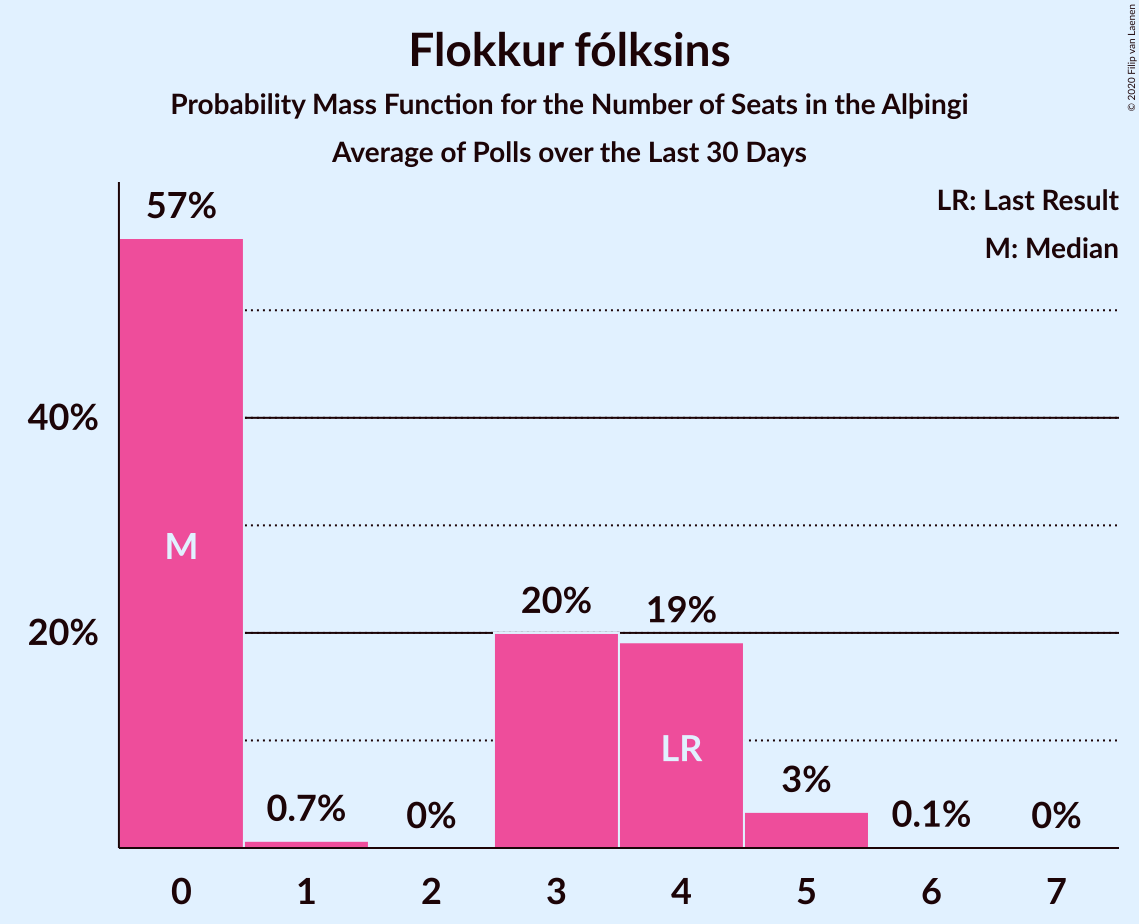 Flokkur fólksins
Probability Mass Function for the Number of Seats in the Alþingi
Average of Polls over the Last 30 Days
© 2020 Filip van Laenen
LR: Last Result
M: Median
57%
40%
M
20%
20%
19%
LR
0.7%
0%
3%
0.1%
0%
0 1 2 3 4 5 6 7